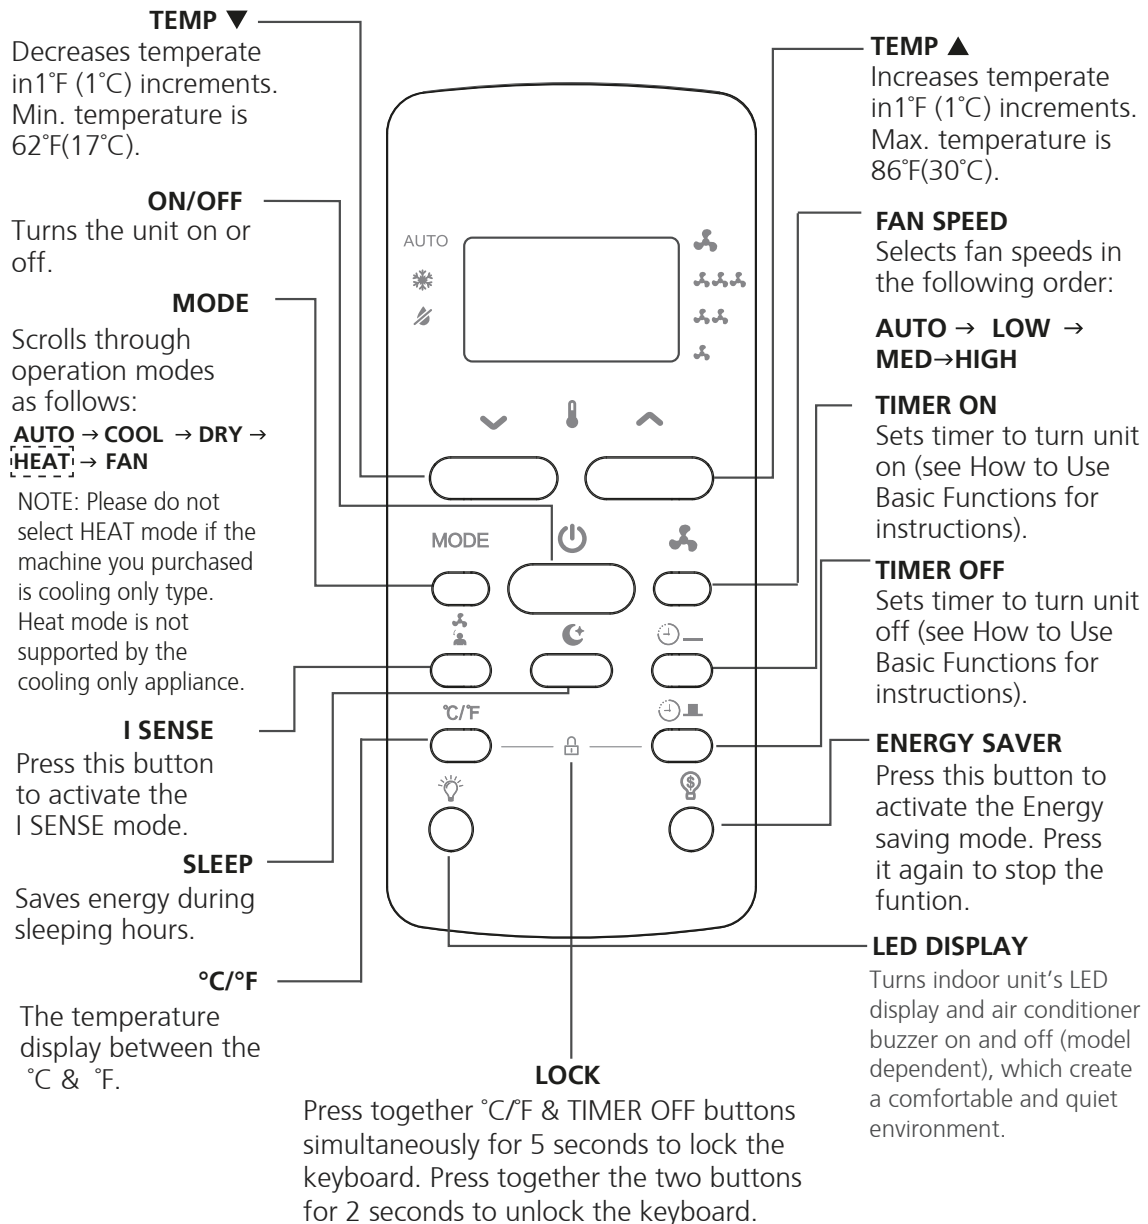 TEMP ▼
Decreases temperate
in1˚F (1˚C) increments.
Min. temperature is
62˚F(17˚C).
ON/OFF
Turns the unit on or
off.
MODE
Scrolls through
operation modes
as follows:
AUTO → COOL → DRY →
HEAT → FAN
NOTE: Please do not
select HEAT mode if the
machine you purchased
is cooling only type.
Heat mode is not
supported by the
cooling only appliance.
I SENSE
Press this button
to activate the
I SENSE mode.
SLEEP
Saves energy during
sleeping hours.
°C/°F
The temperature
display between the
˚C & ˚F.
AUTO
MODE
℃/℉
LOCK
Press together ˚C/˚F & TIMER OFF buttons
simultaneously for 5 seconds to lock the
keyboard. Press together the two buttons
for 2 seconds to unlock the keyboard.
TEMP ▲
Increases temperate
in1˚F (1˚C) increments.
Max. temperature is
86˚F(30˚C).
FAN SPEED
Selects fan speeds in
the following order:
AUTO → LOW →
MED→HIGH
TIMER ON
Sets timer to turn unit
on (see How to Use
Basic Functions for
instructions).
TIMER OFF
Sets timer to turn unit
off (see How to Use
Basic Functions for
instructions).
ENERGY SAVER
Press this button to
activate the Energy
saving mode. Press
it again to stop the
funtion.
LED DISPLAY
Turns indoor unit's LED
display and air conditioner
buzzer on and off (model
dependent), which create
a comfortable and quiet
environment.